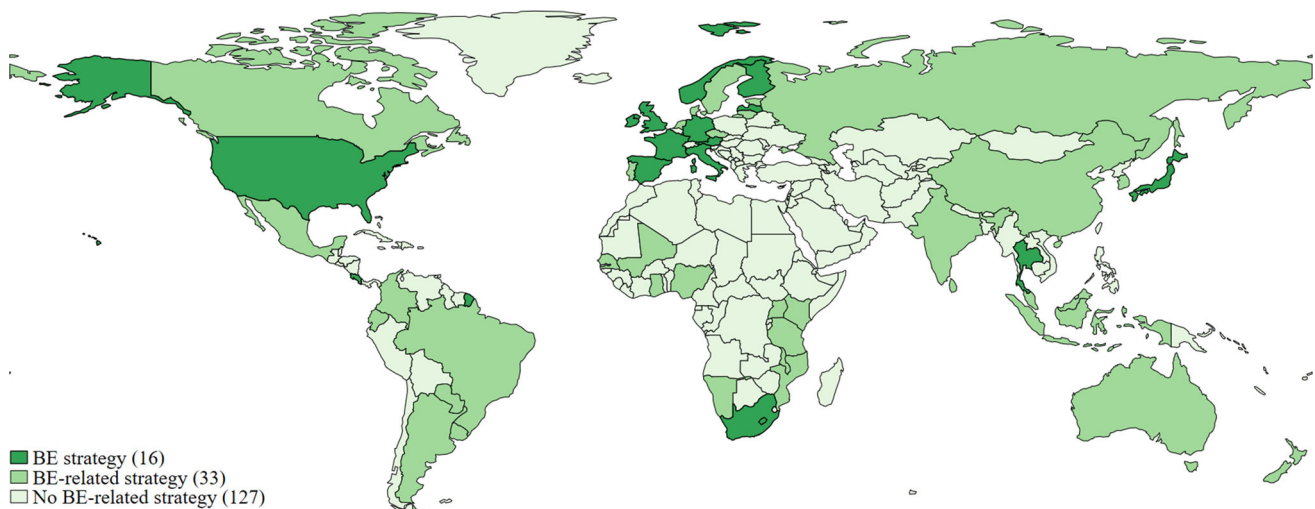 BE strategy (16)
BE-related strategy (33)
No BE-related strategy (127)